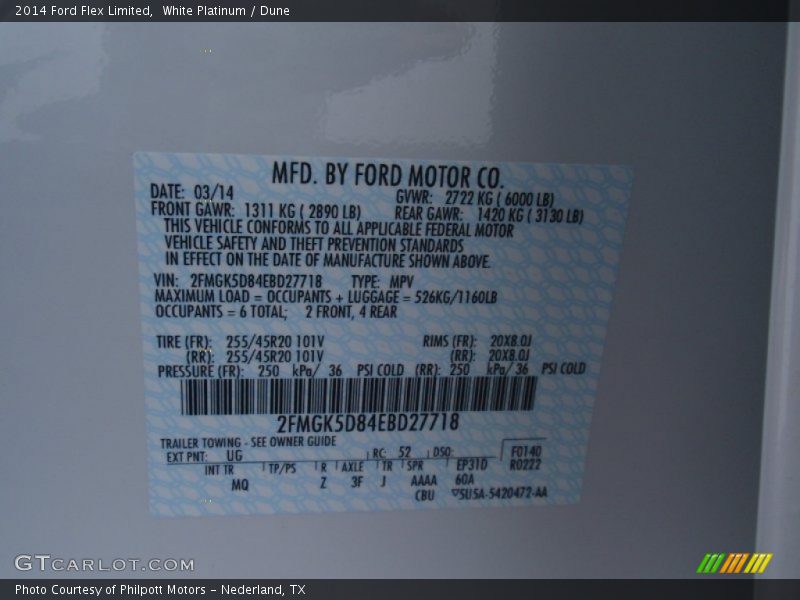 2014 Ford Flex Limited, White Platinum / Dune
MFD. BY FORD MOTOR CO.
DATE: 03/14 GVWR: 2722 KG ( 6000 LB)
FRONT GAWR: 1311 KG ( 2890 LB) REAR GAWR: 1420 KG ( 3130 LB)
THIS VEHICLE CONFORMS TO ALL APPLICABLE FEDERAL MOTOR
VEHICLE SAFETY AND THEFT PREVENTION STANDARDS
IN EFFECT ON THE DATE OF MANUFACTURE SHOWN ABOVE.
VIN: 2FMGK5D84EBD27718 TYPE: MPV
MAXIMUM LOAD = OCCUPANTS + LUGGAGE = 526KG/1160LB
OCCUPANTS = 6 TOTAL; 2 FRONT, 4 REAR
TIRE (FR): 255/45R20 101V RIMS (FR): 20X8.0J
(RR): 255/45R20 101V (RR): 20X8.0J
PRESSURE (FR): 250 kPa/ 36 PSI COLD (RR): 250 kPa/ 36 PSI COLD
2FMGK5D84EBD27718
TRAILER TOWING - SEE OWNER GUIDE
EXT PNT: UG RC: 52 DSO: F0140
INT TR TP/PS R AXLE TR SPR EP31D R0222
MQ Z 3F J AAAA 60A
CBU 5U5A-5420472-AA
GTCARLOT.COM
Photo Courtesy of Philpott Motors – Nederland, TX